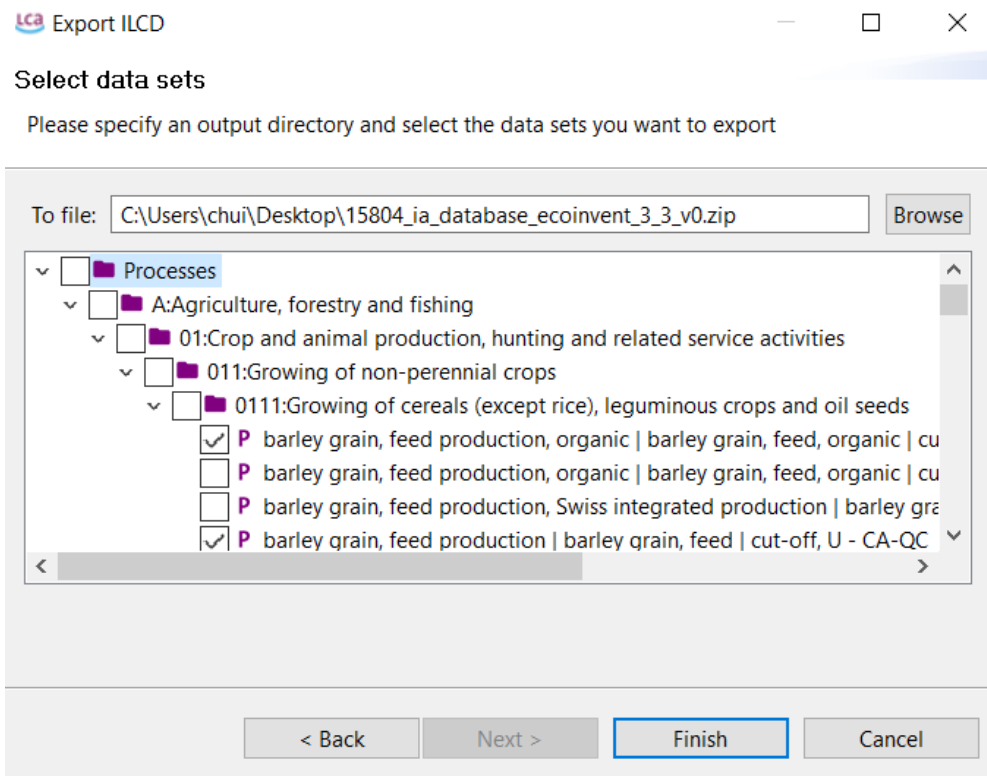 LCA Export ILCD
Select data sets
Please specify an output directory and select the data sets you want to export
To file: C:\Users\chui\Desktop\15804_ia_database_ecoinvent_3_3_v0.zip Browse
Processes
A:Agriculture, forestry and fishing
01:Crop and animal production, hunting and related service activities
011:Growing of non-perennial crops
0111:Growing of cereals (except rice), leguminous crops and oil seeds
P barley grain, feed production, organic | barley grain, feed, organic | cu
P barley grain, feed production, organic | barley grain, feed, organic | cu
P barley grain, feed production, Swiss integrated production | barley gra
P barley grain, feed production | barley grain, feed | cut-off, U - CA-QC
< Back Next > Finish Cancel